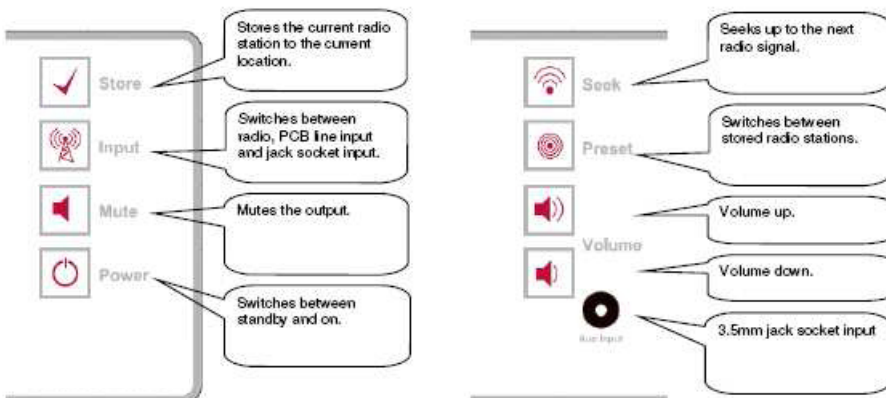 Stores the current radio
station to the current
location.
Store
Switches between
radio, PCB line input
and jack socket input.
Input
Mutes the output.
Mute
Power
Switches between
standby and on.
Seeks up to the next
radio signal.
Seek
Switches between
stored radio stations.
Preset
Volume up.
Volume
Volume down.
3.5mm jack socket input
Aux Input